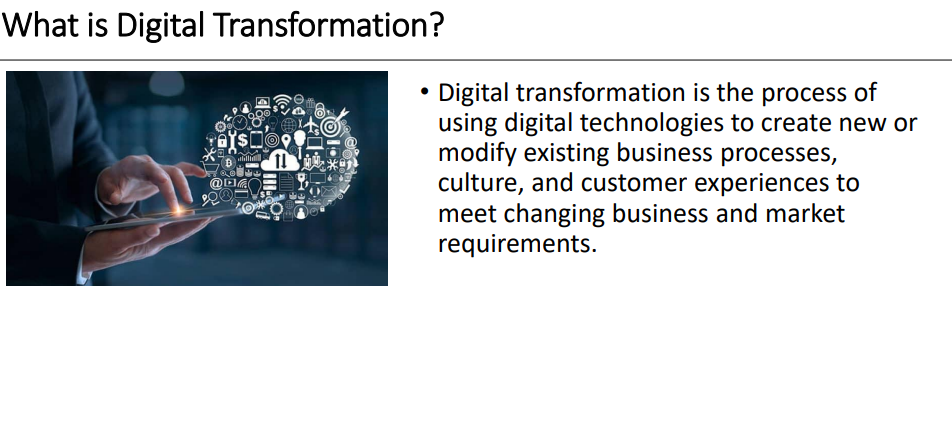 What is Digital Transformation?
• Digital transformation is the process of
using digital technologies to create new or
modify existing business processes,
culture, and customer experiences to
meet changing business and market
requirements.